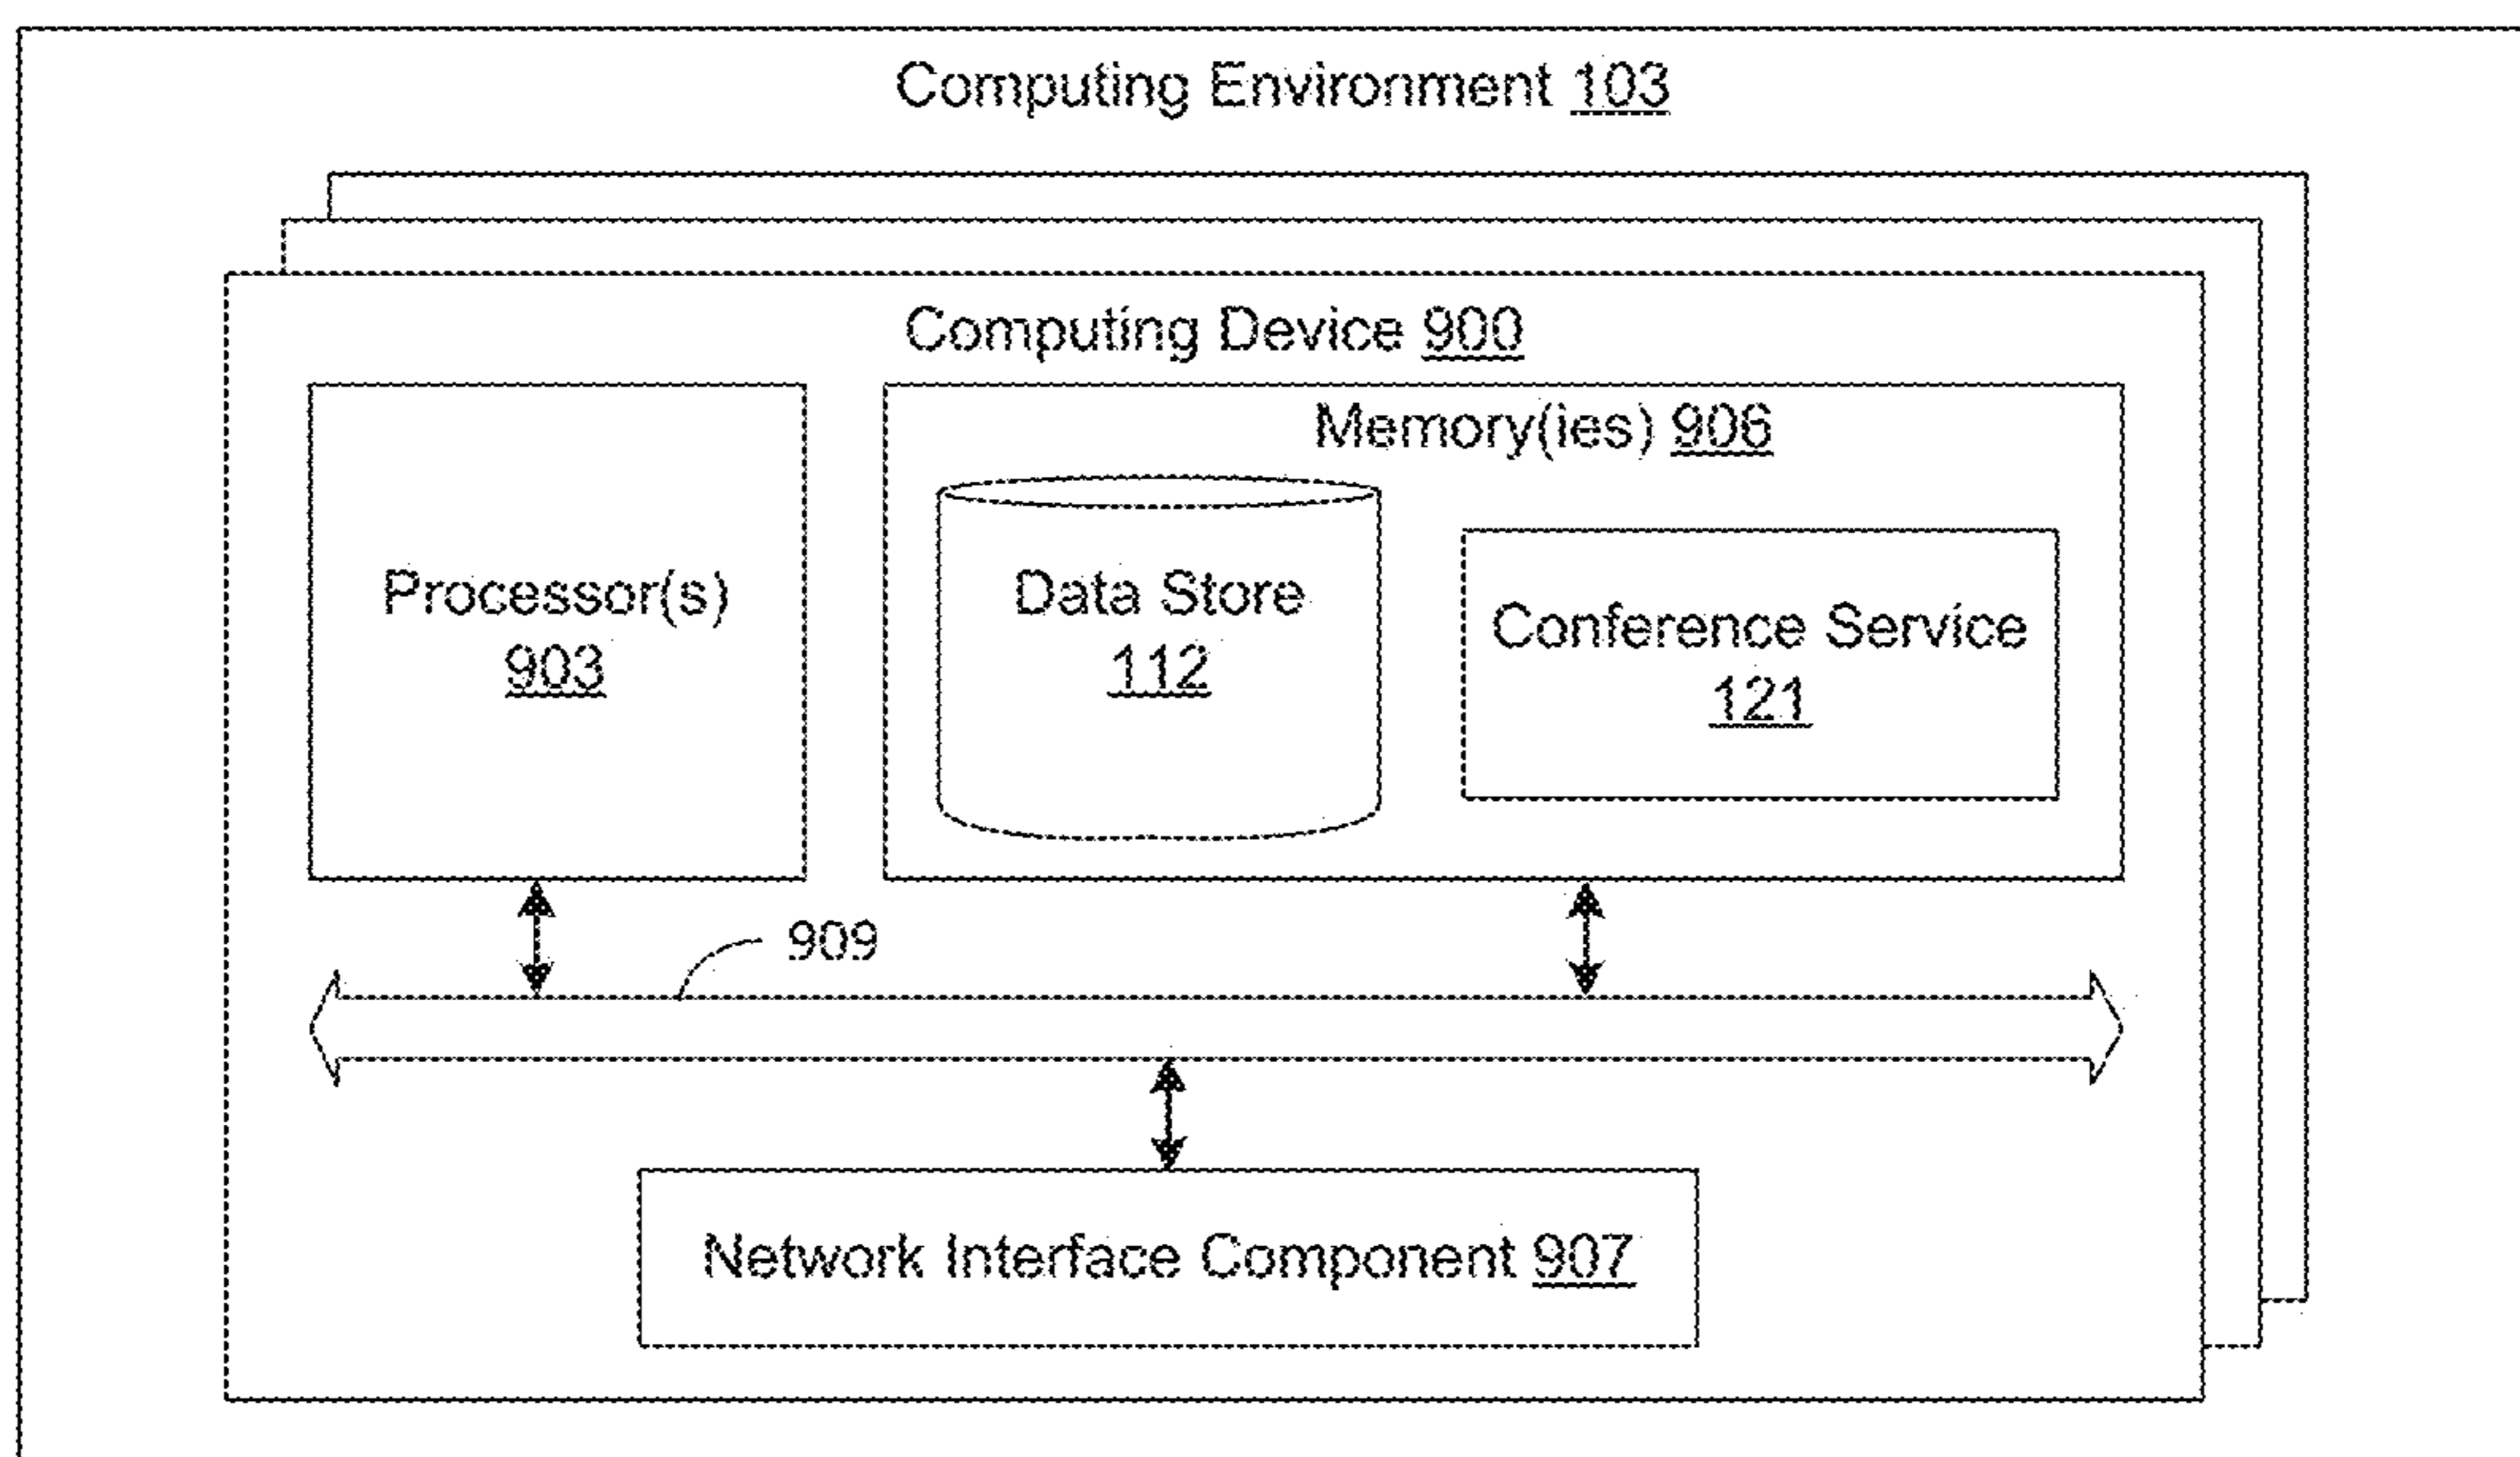 Computing Environment 103
Computing Device 900
Memory(ies) 906
Processor(s)
903
Data Store
112
Conference Service
121
909
Network Interface Component 907